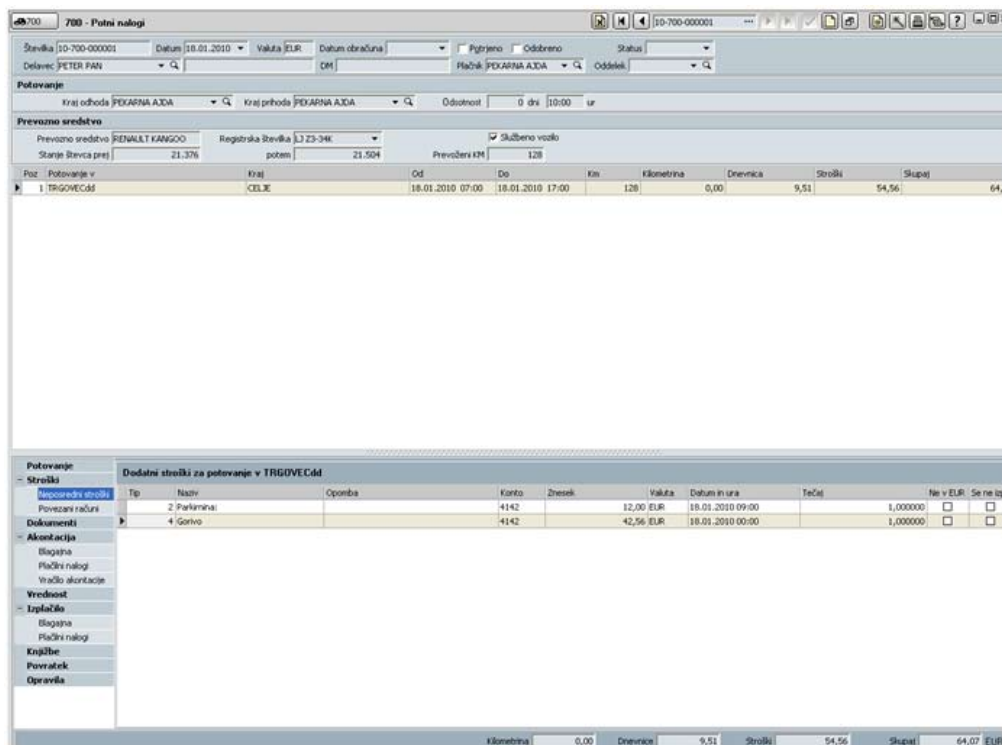 700 700 - Potni nalogi 10-700-000001 ... ?
Številka 10-700-000001 Datum 18.01.2010 Valuta EUR Datum obračuna Potrjeno Odobreno Status
Delavec PETER PAN DM Plačnik PEKARNA AJDA Oddelek
Potovanje
Kraj odhoda PEKARNA AJDA Kraj prihoda PEKARNA AJDA Odsotnost 0 dni 10:00 ur
Prevozno sredstvo
Prevozno sredstvo RENAULT KANGOO Registrska številka LJ Z3-34K Službeno vozilo
Stanje števca prej 21.376 potem 21.504 Prevoženi KM 128
Poz Potovanje v Kraj Od Do Km Kilometrina Dnevnica Stroški Skupaj
1 TRGOVECdd CELJE 18.01.2010 07:00 18.01.2010 17:00 128 0,00 9,51 54,56 64,
Potovanje
Stroški
Neposredni stroški
Povezani računi
Dokumenti
Akontacija
Blagajna
Plačilni nalogi
Vračilo akontacije
Vrednost
Izplačilo
Blagajna
Plačilni nalogi
Knjižbe
Povratek
Opravila
Dodatni stroški za potovanje v TRGOVECdd
Tip Naziv Opomba Konto Znesek Valuta Datum in ura Tečaj Ne v EUR Se ne izp
2 Parkirnina: 4142 12,00 EUR 18.01.2010 09:00 1,000000
4 Gorivo 4142 42,56 EUR 18.01.2010 00:00 1,000000
Kilometrina 0,00 Dnevnice 9,51 Stroški 54,56 Skupaj 64,07 EUR